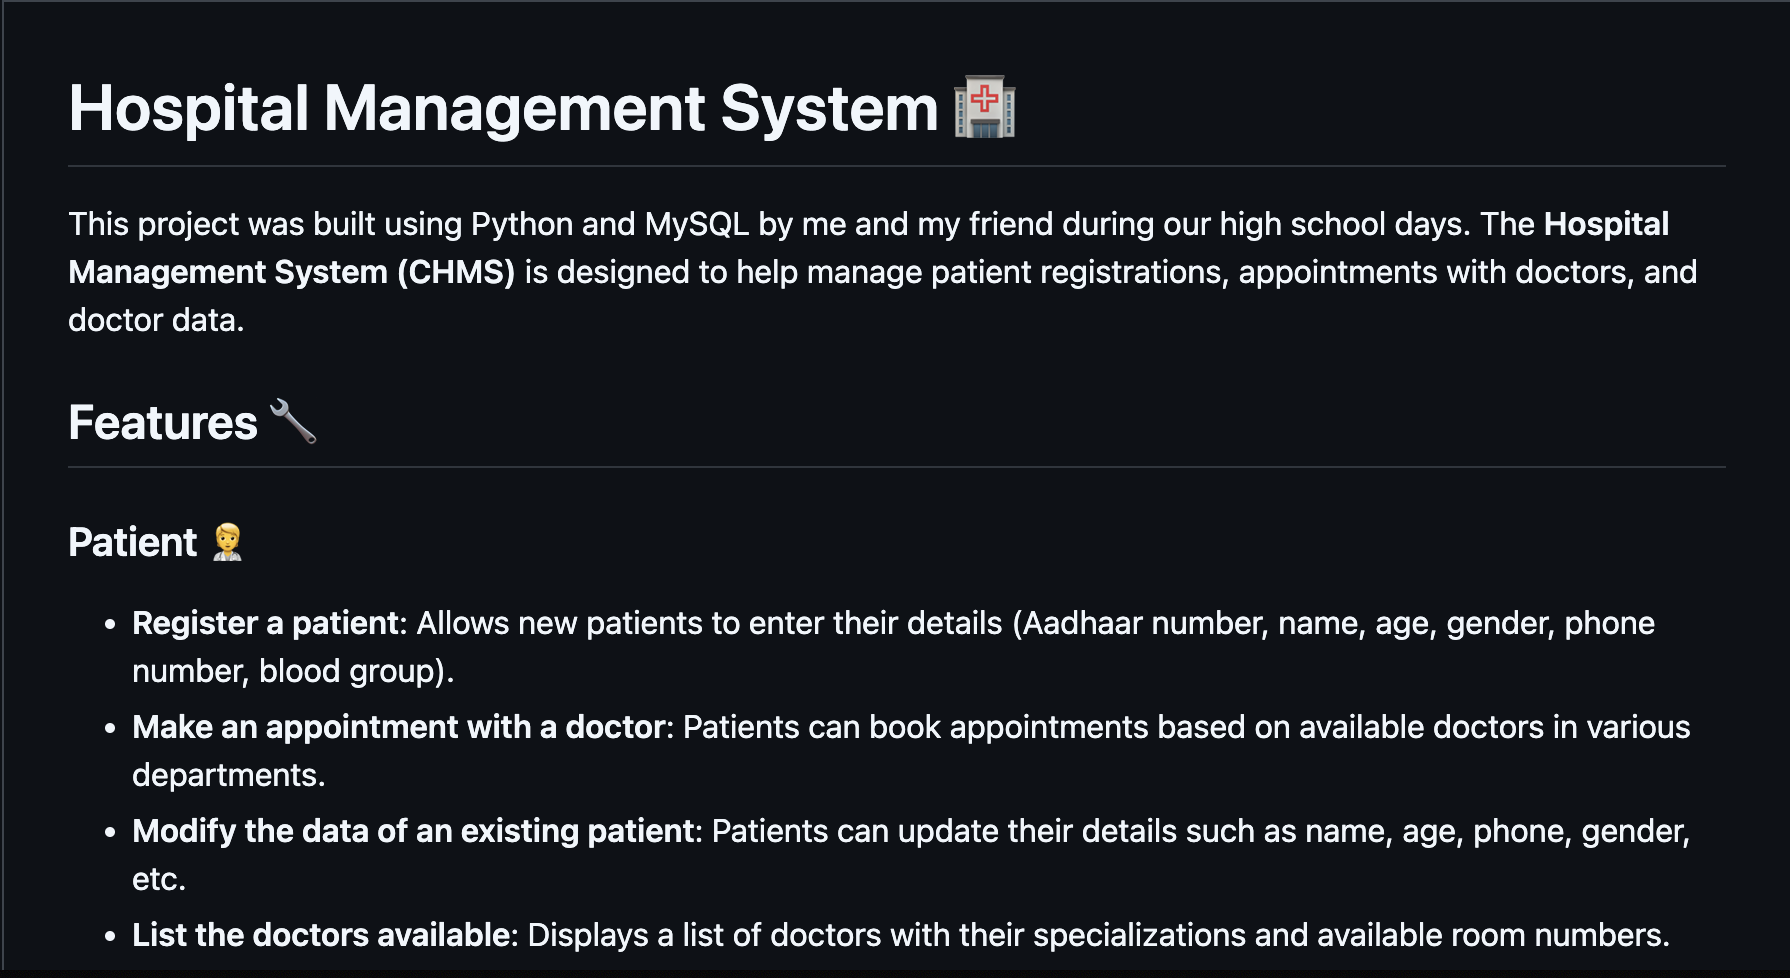 Hospital Management System 🏥
This project was built using Python and MySQL by me and my friend during our high school days. The Hospital
Management System (CHMS) is designed to help manage patient registrations, appointments with doctors, and
doctor data.
Features 🔧
Patient 🧑‍⚕️
• Register a patient: Allows new patients to enter their details (Aadhaar number, name, age, gender, phone
number, blood group).
• Make an appointment with a doctor: Patients can book appointments based on available doctors in various
departments.
• Modify the data of an existing patient: Patients can update their details such as name, age, phone, gender,
etc.
• List the doctors available: Displays a list of doctors with their specializations and available room numbers.